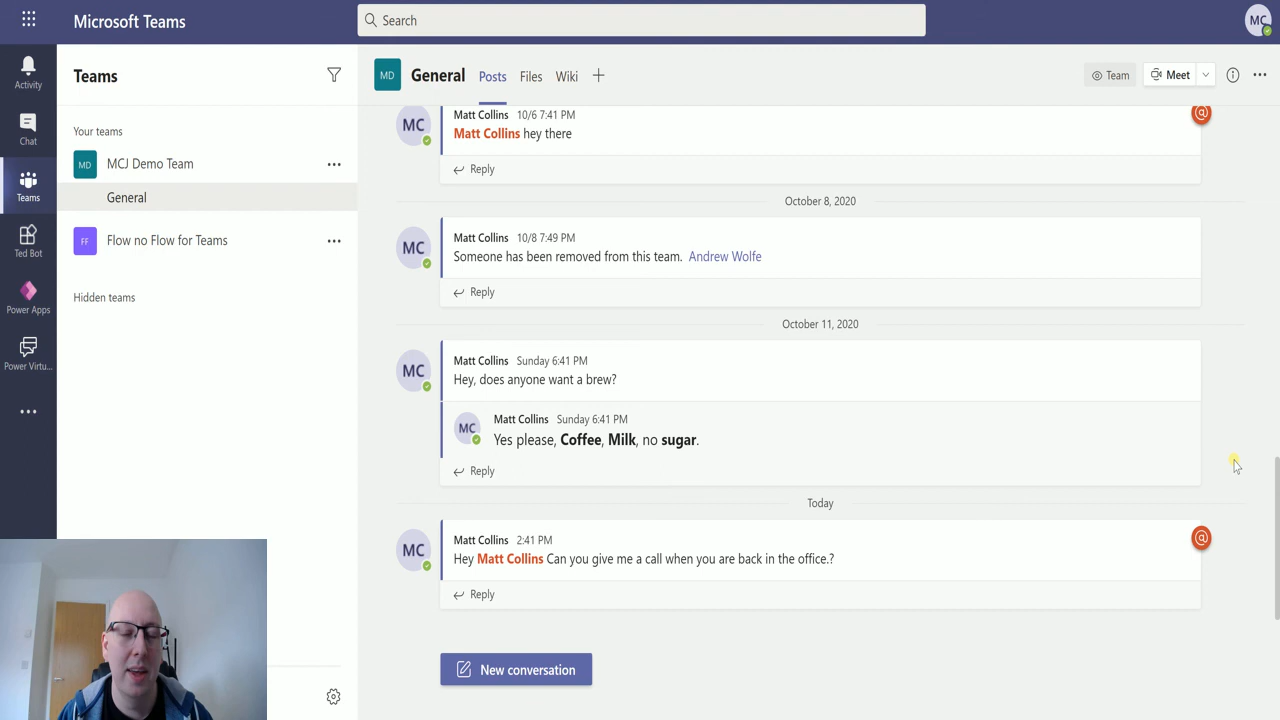 Microsoft Teams
Search
MC
Activity
Chat
Teams
Ted Bot
Power Apps
Power Virtu...
Teams
Your teams
MD MCJ Demo Team
General
FF Flow no Flow for Teams
Hidden teams
MD General Posts Files Wiki
Team Meet
MC Matt Collins 10/6 7:41 PM
Matt Collins hey there
Reply
October 8, 2020
MC Matt Collins 10/8 7:49 PM
Someone has been removed from this team. Andrew Wolfe
Reply
October 11, 2020
MC Matt Collins Sunday 6:41 PM
Hey, does anyone want a brew?
MC Matt Collins Sunday 6:41 PM
Yes please, Coffee, Milk, no sugar.
Reply
Today
MC Matt Collins 2:41 PM
Hey Matt Collins Can you give me a call when you are back in the office.?
Reply
New conversation